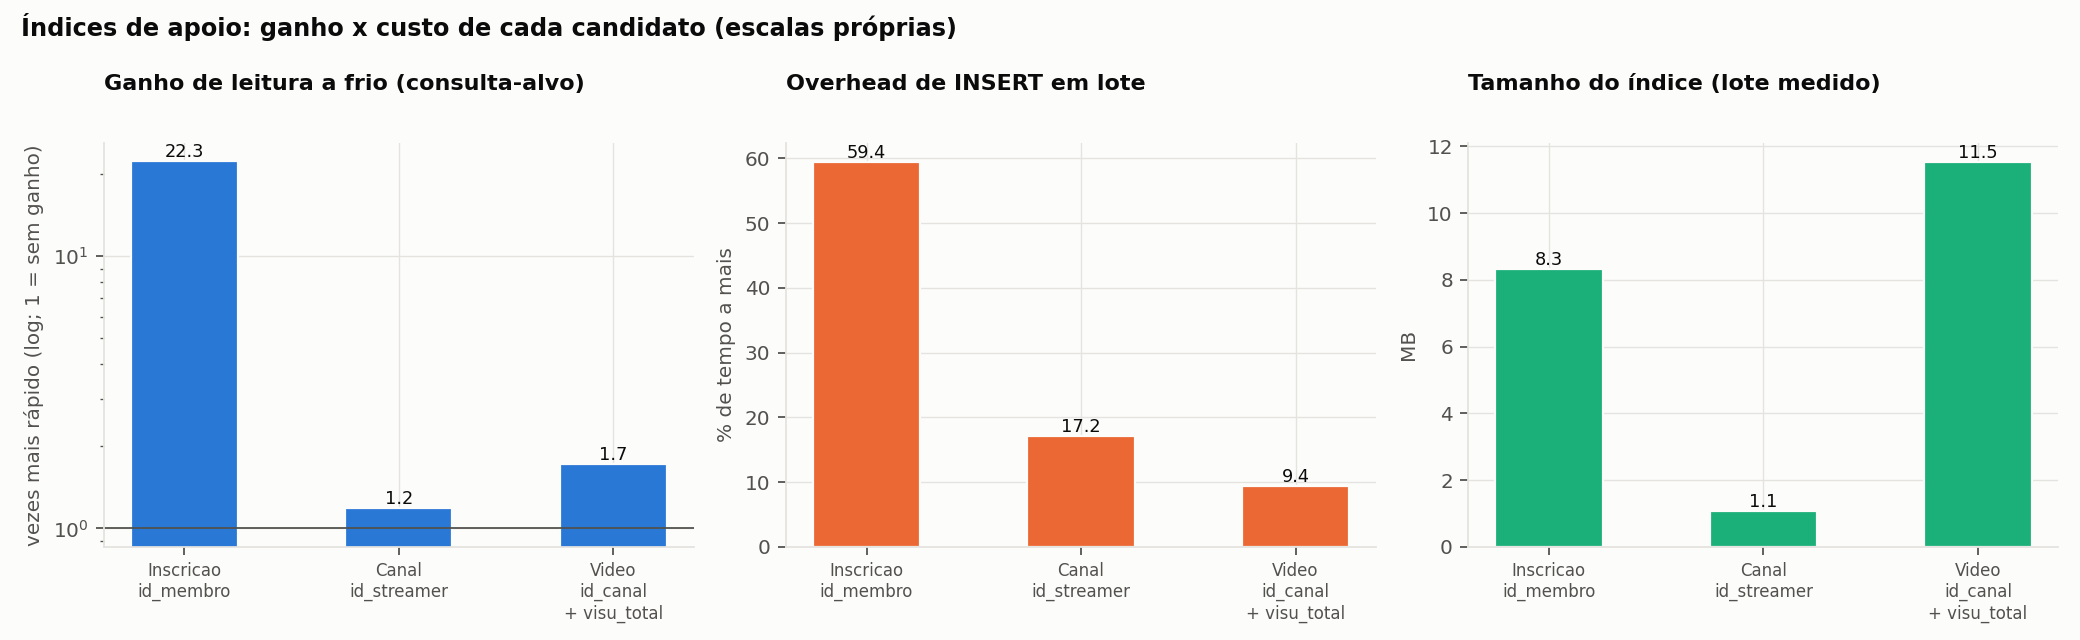 Índices de apoio: ganho x custo de cada candidato (escalas próprias)
Ganho de leitura a frio (consulta-alvo)
vezes mais rápido (log; 1 = sem ganho)
10¹
10⁰
22.3
1.2
1.7
Inscricao
id_membro
Canal
id_streamer
Video
id_canal
+ visu_total
Overhead de INSERT em lote
% de tempo a mais
60
50
40
30
20
10
0
59.4
17.2
9.4
Inscricao
id_membro
Canal
id_streamer
Video
id_canal
+ visu_total
Tamanho do índice (lote medido)
MB
12
10
8
6
4
2
0
8.3
1.1
11.5
Inscricao
id_membro
Canal
id_streamer
Video
id_canal
+ visu_total